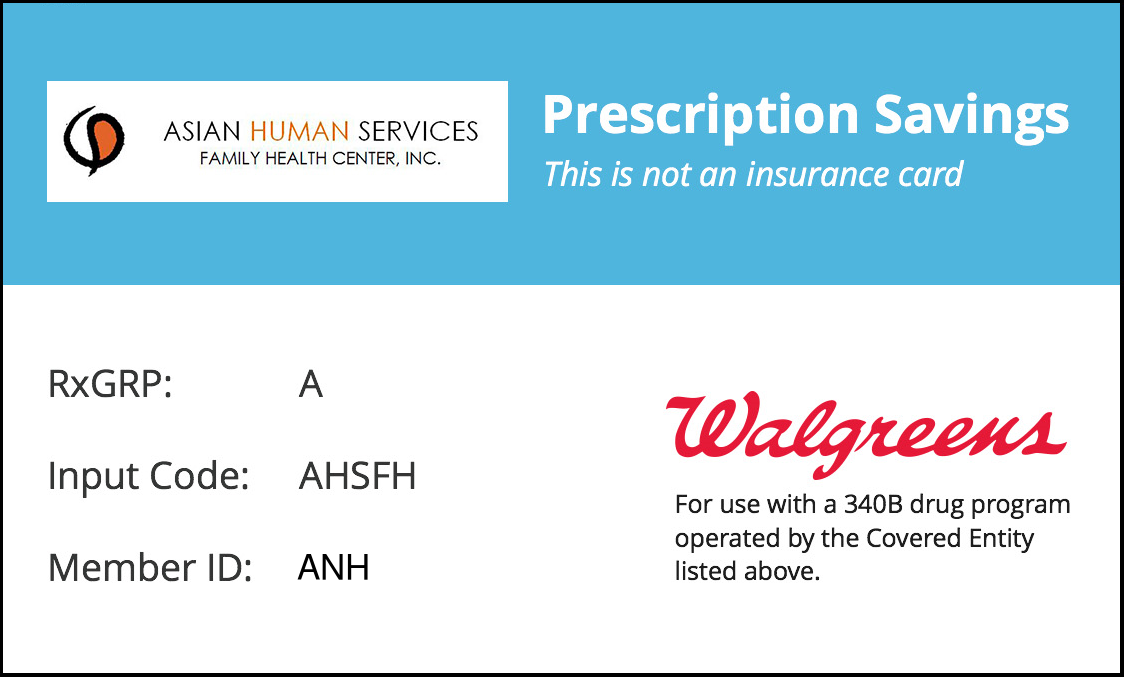 ASIAN HUMAN SERVICES
FAMILY HEALTH CENTER, INC.
Prescription Savings
This is not an insurance card
RxGRP: A
Input Code: AHSFH
Member ID: ANH
Walgreens
For use with a 340B drug program
operated by the Covered Entity
listed above.